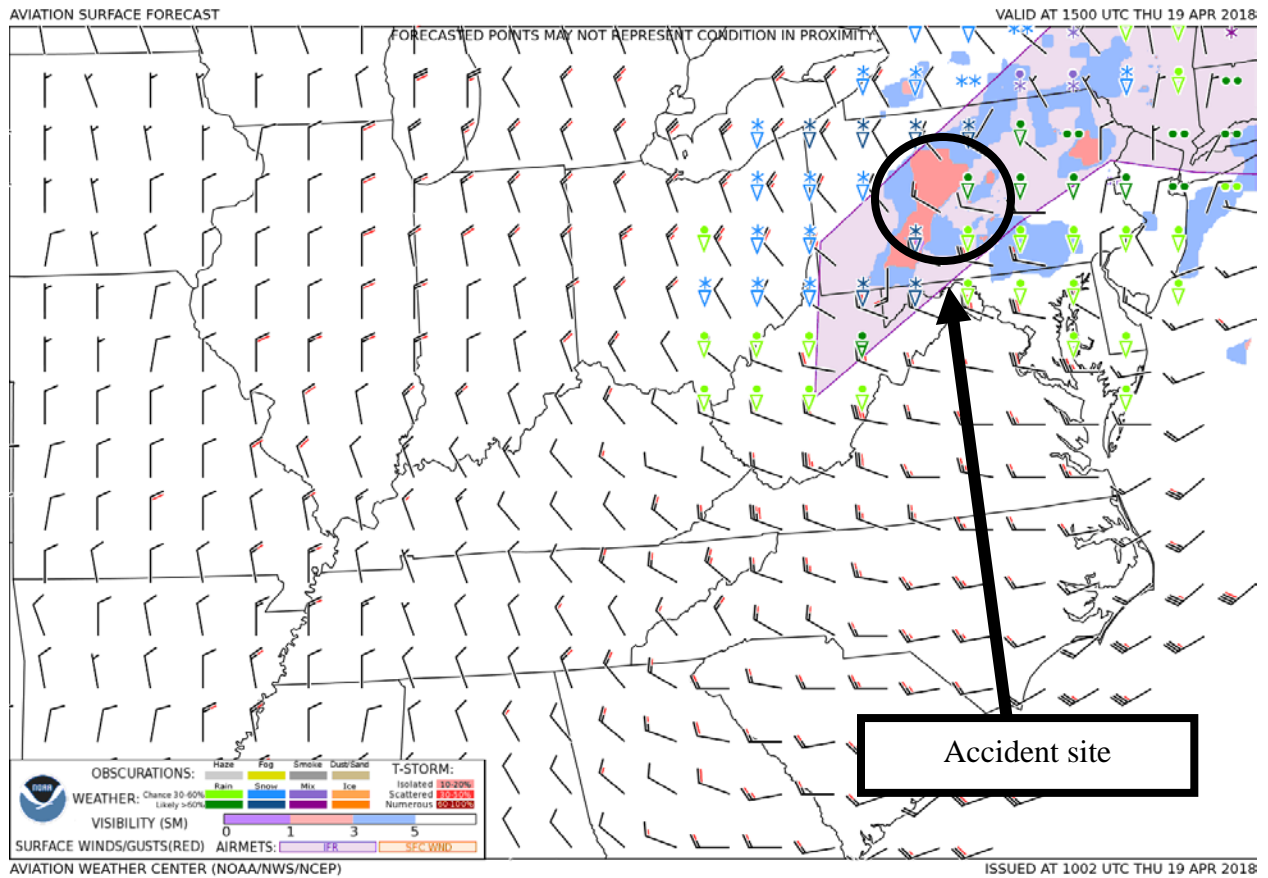 AVIATION SURFACE FORECAST
VALID AT 1500 UTC THU 19 APR 2018
FORECASTED POINTS MAY NOT REPRESENT CONDITION IN PROXIMITY
Accident site
OBSCURATIONS: Haze Fog Smoke Dust/Sand
T-STORM:
Isolated 10-20%
Scattered 30-50%
Numerous 60-100%
Rain Snow Mix Ice
WEATHER: Chance 30-60%
Likely >60%
VISIBILITY (SM)
0 1 3 5
SURFACE WINDS/GUSTS(RED) AIRMETS: IFR SFC WND
NOAA
AVIATION WEATHER CENTER (NOAA/NWS/NCEP)
ISSUED AT 1002 UTC THU 19 APR 2018